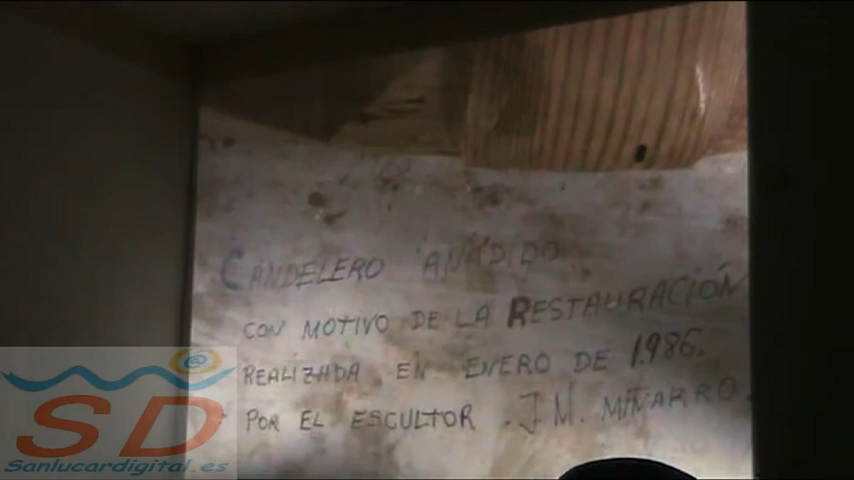 CANDELERO AÑADIDO
CON MOTIVO DE LA RESTAURACIÓN
REALIZADA EN ENERO DE 1.986.
POR EL ESCULTOR . J. M. MIÑARRO.
@
SD
Sanlucardigital.es